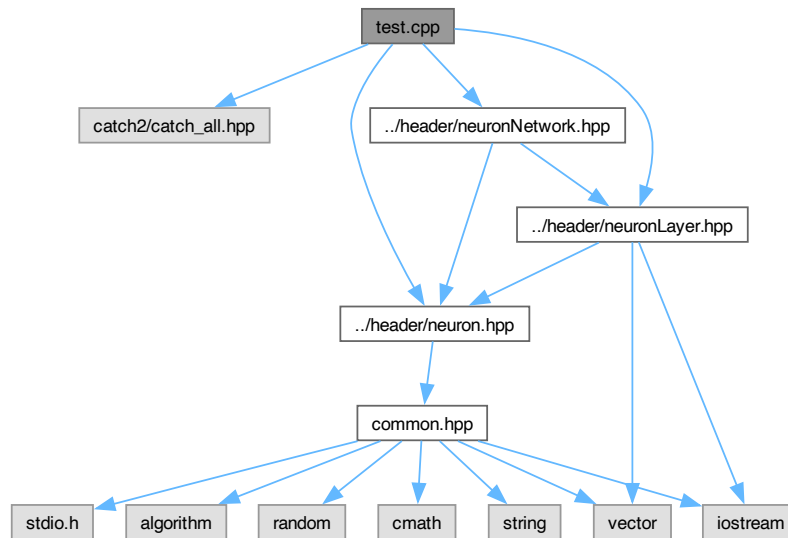 test.cpp
catch2/catch_all.hpp
../header/neuronNetwork.hpp
../header/neuronLayer.hpp
../header/neuron.hpp
common.hpp
stdio.h
algorithm
random
cmath
string
vector
iostream